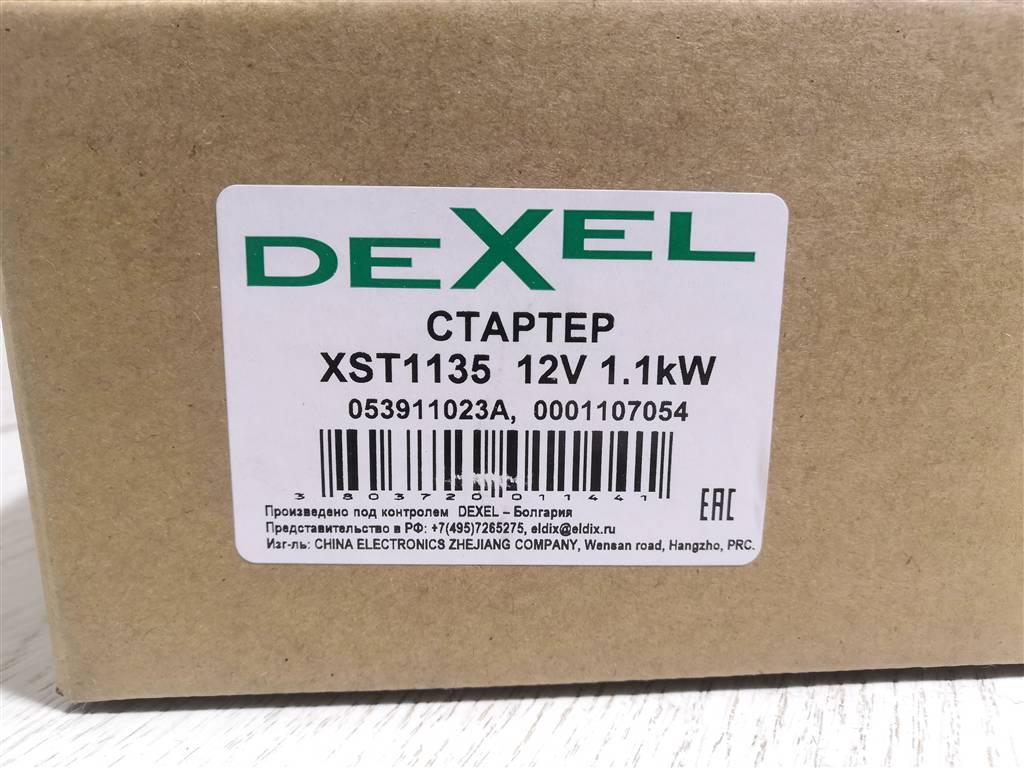 DEXEL
СТАРТЕР
XST1135 12V 1.1kW
053911023A, 0001107054
3 803720 011441
Произведено под контролем DEXEL – Болгария
Представительство в РФ: +7(495)7265275, eldix@eldix.ru
Изг-ль: CHINA ELECTRONICS ZHEJIANG COMPANY, Wensan road, Hangzho, PRC.
EAC